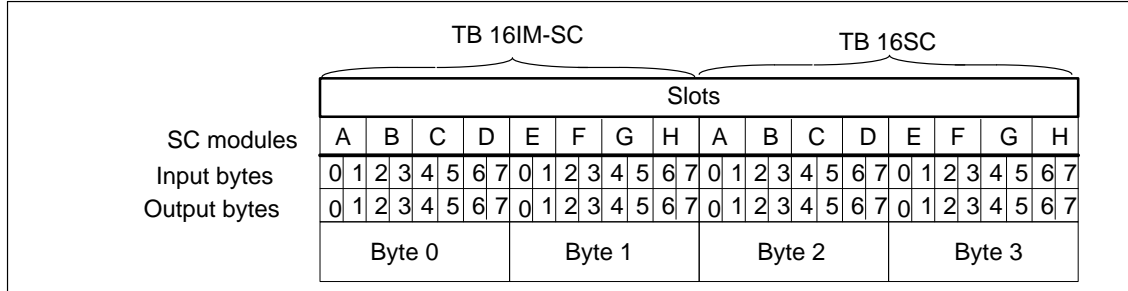 TB 16IM-SC TB 16SC
Slots
SC modules A B C D E F G H A B C D E F G H
Input bytes 0 1 2 3 4 5 6 7 0 1 2 3 4 5 6 7 0 1 2 3 4 5 6 7 0 1 2 3 4 5 6 7
Output bytes 0 1 2 3 4 5 6 7 0 1 2 3 4 5 6 7 0 1 2 3 4 5 6 7 0 1 2 3 4 5 6 7
Byte 0 Byte 1 Byte 2 Byte 3